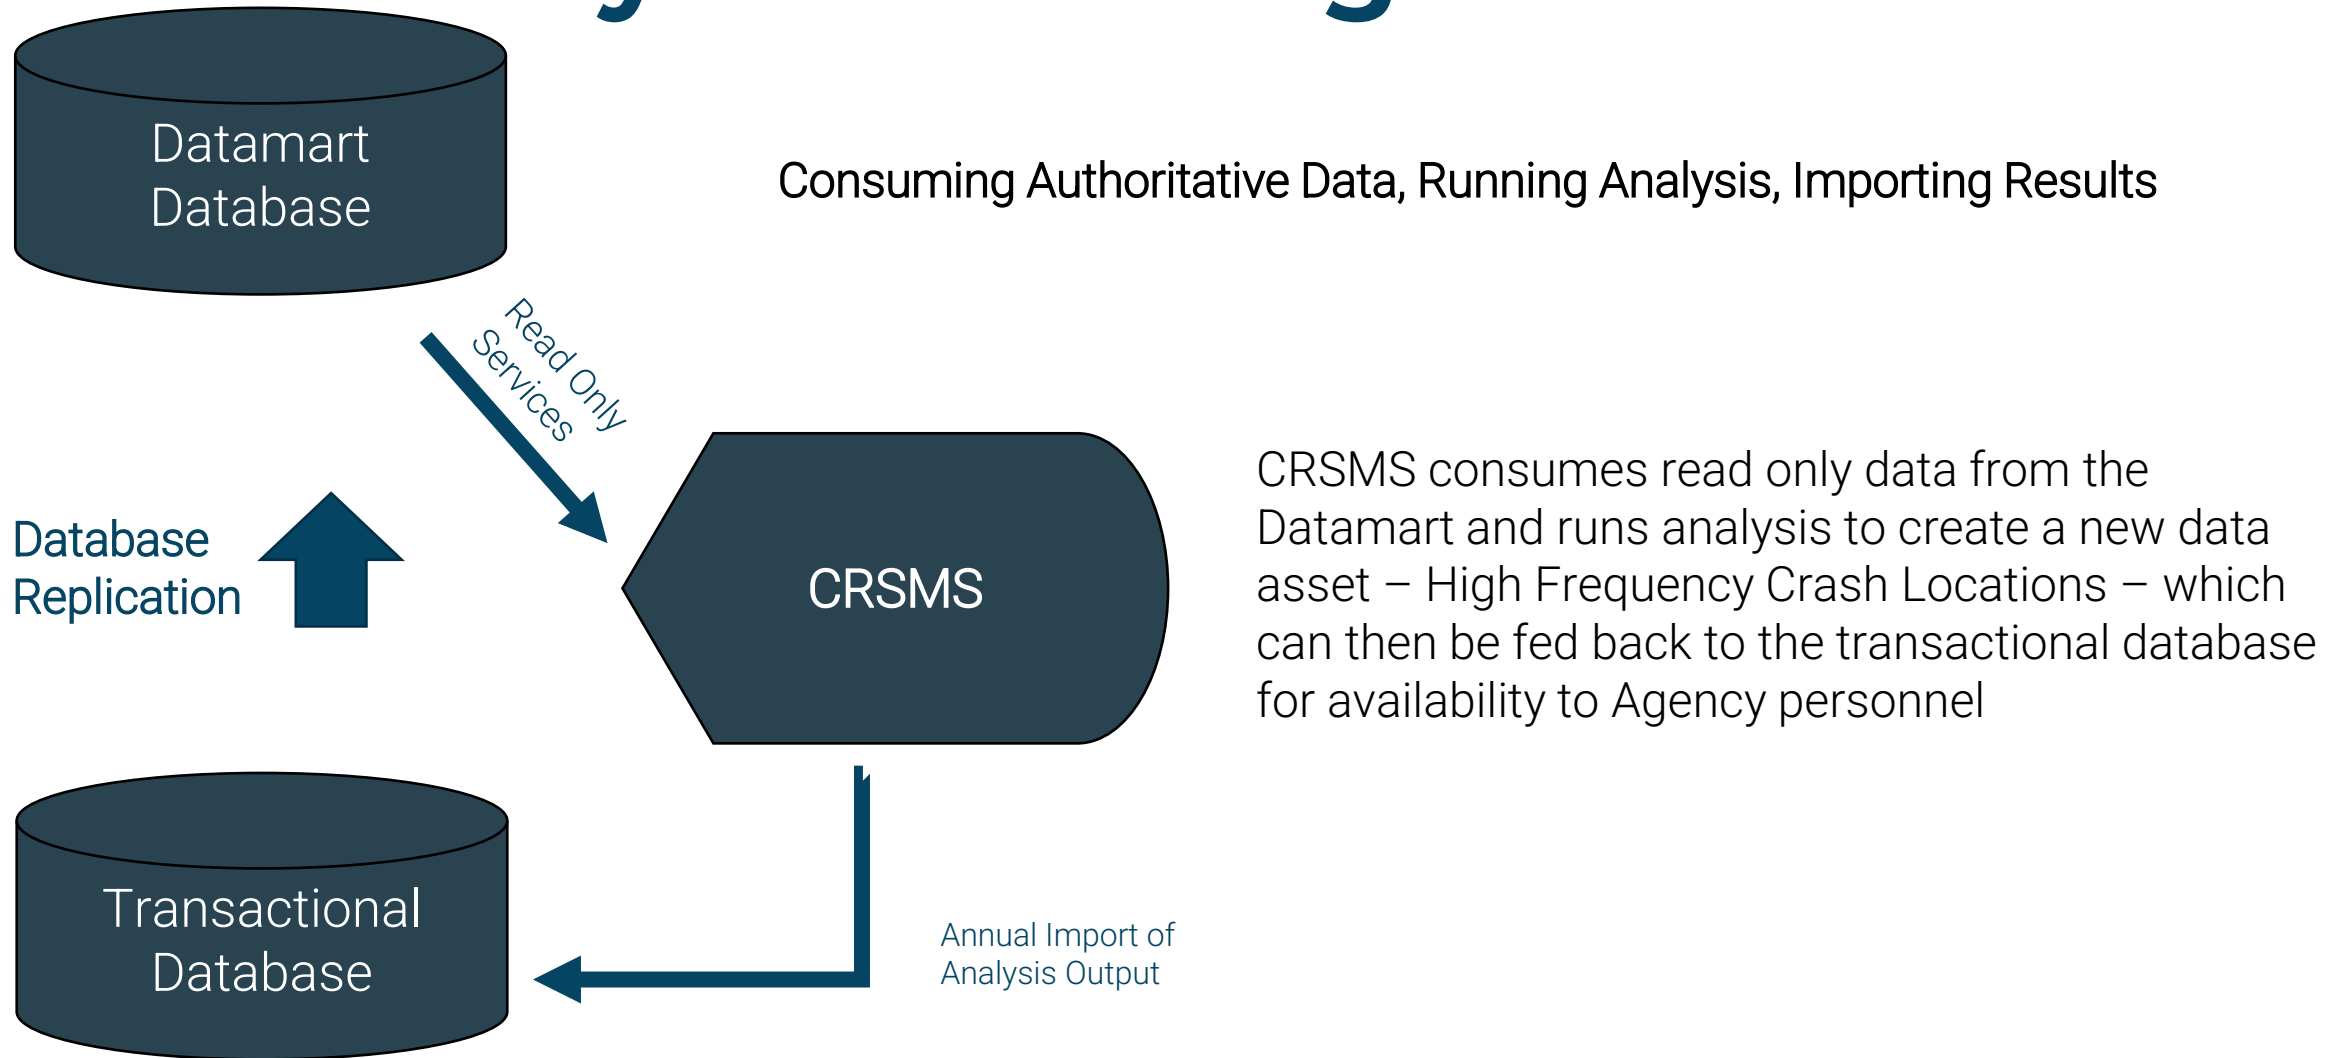 Datamart
Database
Consuming Authoritative Data, Running Analysis, Importing Results
Read Only
Services
Database
Replication
CRSMS
CRSMS consumes read only data from the
Datamart and runs analysis to create a new data
asset – High Frequency Crash Locations – which
can then be fed back to the transactional database
for availability to Agency personnel
Transactional
Database
Annual Import of
Analysis Output